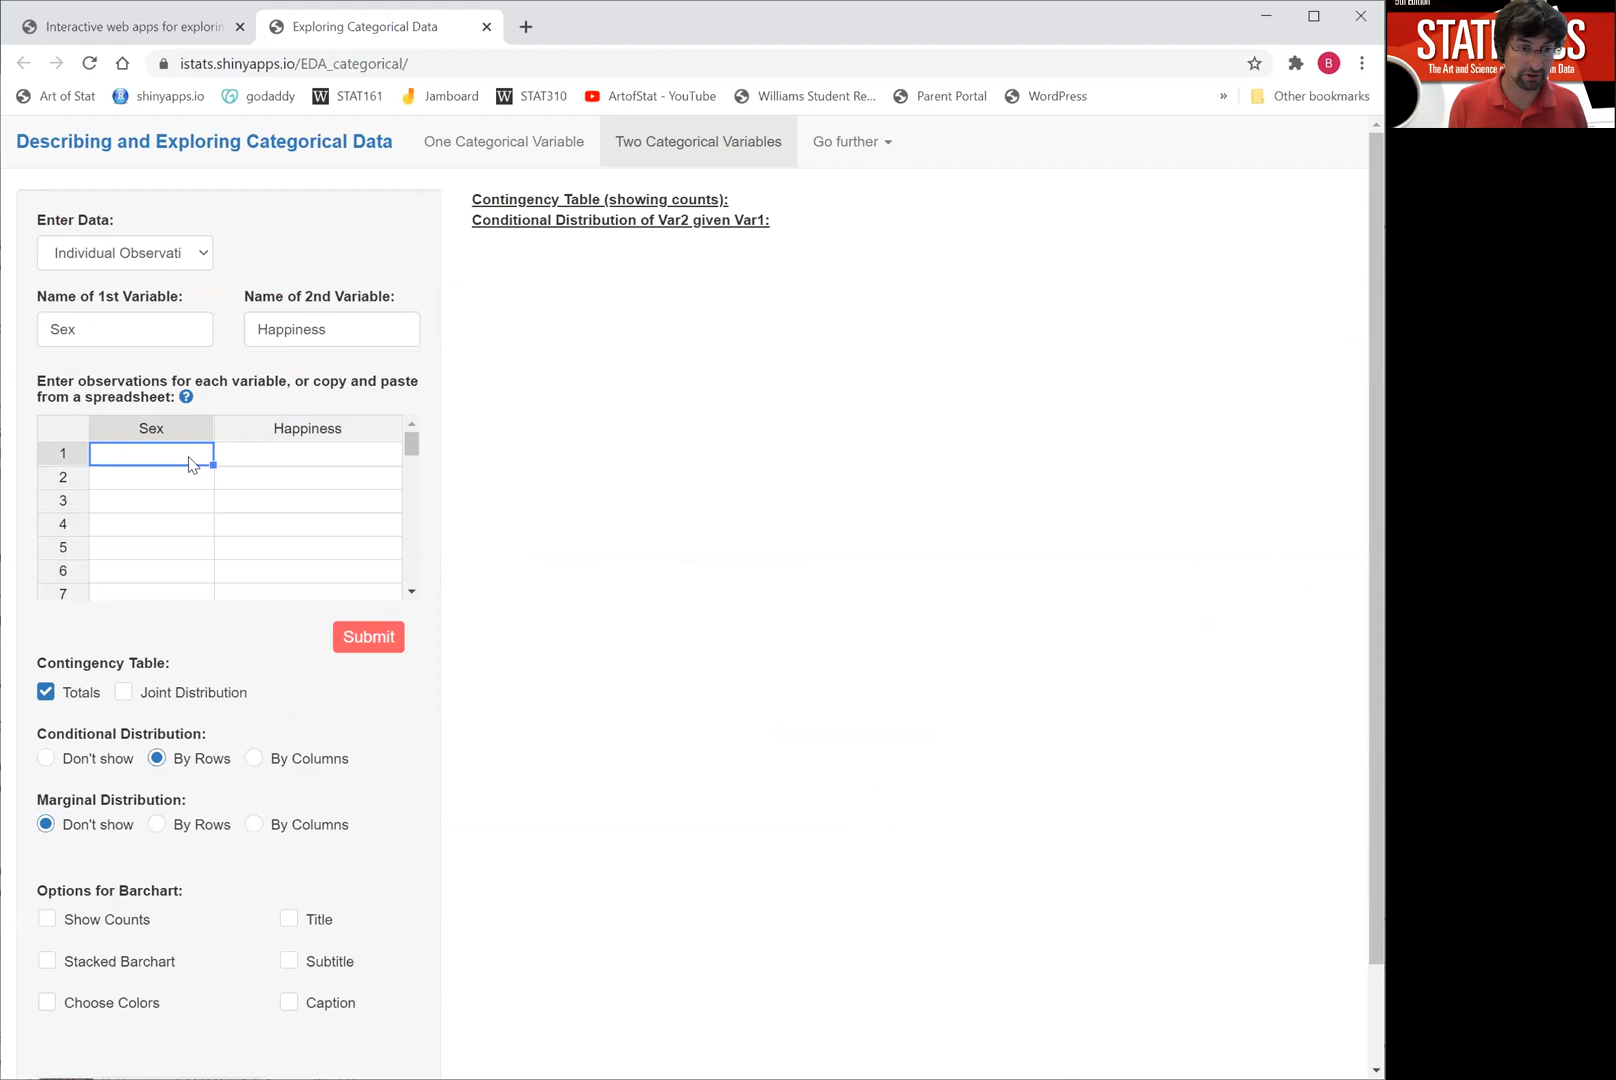 Interactive web apps for explorin
Exploring Categorical Data
istats.shinyapps.io/EDA_categorical/
B
Art of Stat
shinyapps.io
godaddy
STAT161
Jamboard
STAT310
ArtofStat - YouTube
Williams Student Re...
Parent Portal
WordPress
»
Other bookmarks
Describing and Exploring Categorical Data
One Categorical Variable
Two Categorical Variables
Go further
Enter Data:
Individual Observati
Name of 1st Variable:
Name of 2nd Variable:
Sex
Happiness
Enter observations for each variable, or copy and paste
from a spreadsheet: ?
Sex
Happiness
1
2
3
4
5
6
7
Submit
Contingency Table:
Totals
Joint Distribution
Conditional Distribution:
Don't show
By Rows
By Columns
Marginal Distribution:
Don't show
By Rows
By Columns
Options for Barchart:
Show Counts
Title
Stacked Barchart
Subtitle
Choose Colors
Caption
Contingency Table (showing counts):
Conditional Distribution of Var2 given Var1:
The Art and Science
Data